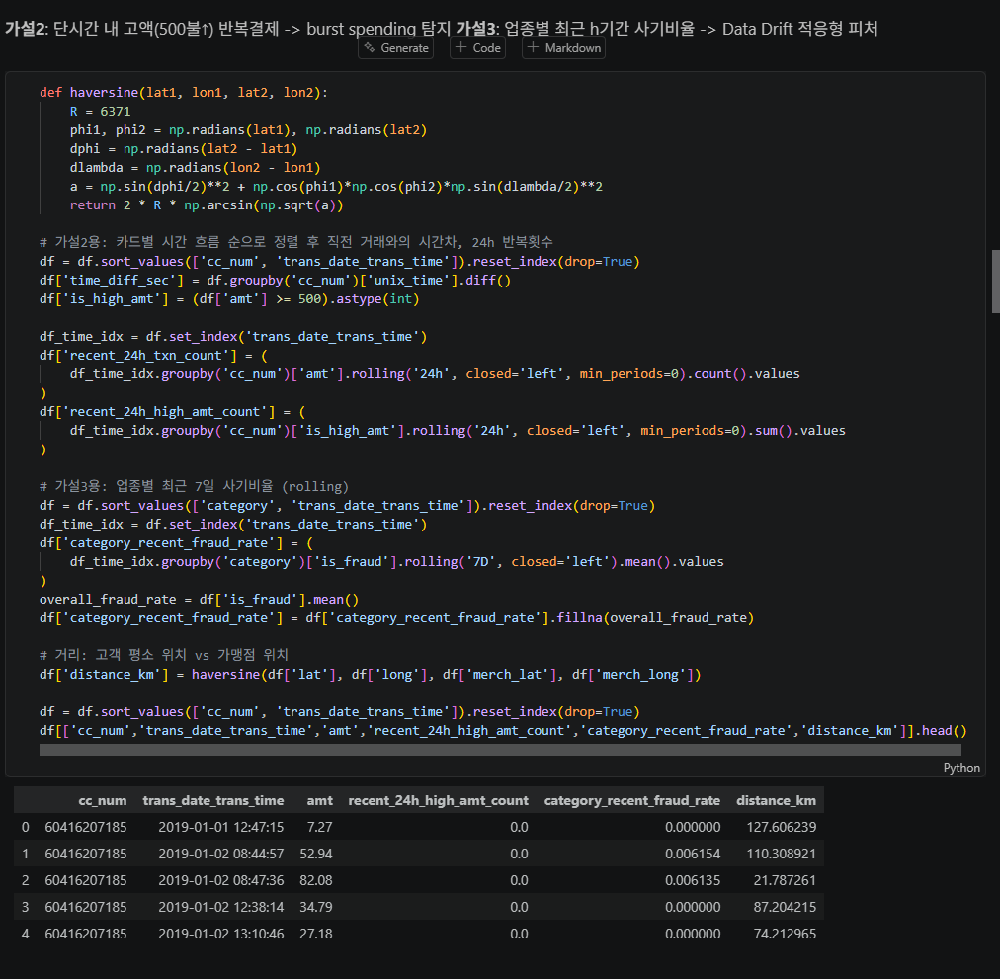 가설2: 단시간 내 고액(500불↑) 반복결제 -> burst spending 탐지 가설3: 업종별 최근 h기간 사기비율 -> Data Drift 적응형 피처
Generate + Code + Markdown
def haversine(lat1, lon1, lat2, lon2):
    R = 6371
    phi1, phi2 = np.radians(lat1), np.radians(lat2)
    dphi = np.radians(lat2 - lat1)
    dlambda = np.radians(lon2 - lon1)
    a = np.sin(dphi/2)**2 + np.cos(phi1)*np.cos(phi2)*np.sin(dlambda/2)**2
    return 2 * R * np.arcsin(np.sqrt(a))

# 가설2용: 카드별 시간 흐름 순으로 정렬 후 직전 거래와의 시간차, 24h 반복횟수
df = df.sort_values(['cc_num', 'trans_date_trans_time']).reset_index(drop=True)
df['time_diff_sec'] = df.groupby('cc_num')['unix_time'].diff()
df['is_high_amt'] = (df['amt'] >= 500).astype(int)

df_time_idx = df.set_index('trans_date_trans_time')
df['recent_24h_txn_count'] = (
    df_time_idx.groupby('cc_num')['amt'].rolling('24h', closed='left', min_periods=0).count().values
)
df['recent_24h_high_amt_count'] = (
    df_time_idx.groupby('cc_num')['is_high_amt'].rolling('24h', closed='left', min_periods=0).sum().values
)

# 가설3용: 업종별 최근 7일 사기비율 (rolling)
df = df.sort_values(['category', 'trans_date_trans_time']).reset_index(drop=True)
df_time_idx = df.set_index('trans_date_trans_time')
df['category_recent_fraud_rate'] = (
    df_time_idx.groupby('category')['is_fraud'].rolling('7D', closed='left').mean().values
)
overall_fraud_rate = df['is_fraud'].mean()
df['category_recent_fraud_rate'] = df['category_recent_fraud_rate'].fillna(overall_fraud_rate)

# 거리: 고객 평소 위치 vs 가맹점 위치
df['distance_km'] = haversine(df['lat'], df['long'], df['merch_lat'], df['merch_long'])

df = df.sort_values(['cc_num', 'trans_date_trans_time']).reset_index(drop=True)
df[['cc_num','trans_date_trans_time','amt','recent_24h_high_amt_count','category_recent_fraud_rate','distance_km']].head()
Python
cc_num trans_date_trans_time amt recent_24h_high_amt_count category_recent_fraud_rate distance_km
0 60416207185 2019-01-01 12:47:15 7.27 0.0 0.000000 127.606239
1 60416207185 2019-01-02 08:44:57 52.94 0.0 0.006154 110.308921
2 60416207185 2019-01-02 08:47:36 82.08 0.0 0.006135 21.787261
3 60416207185 2019-01-02 12:38:14 34.79 0.0 0.000000 87.204215
4 60416207185 2019-01-02 13:10:46 27.18 0.0 0.000000 74.212965